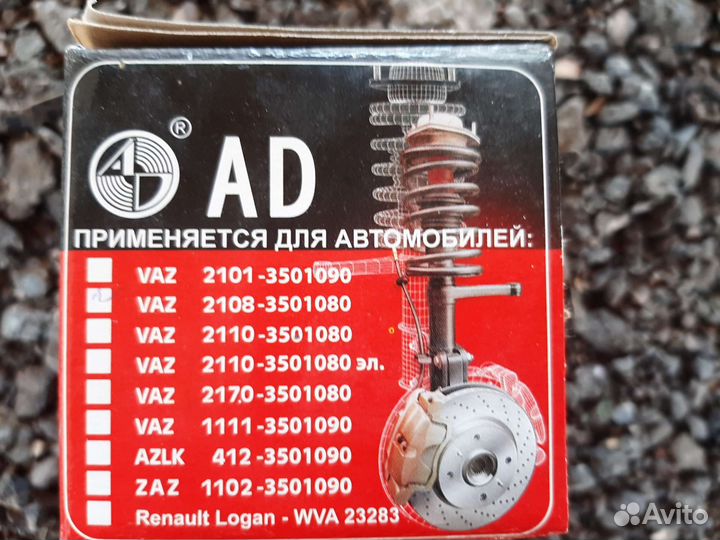 AD ® AD
ПРИМЕНЯЕТСЯ ДЛЯ АВТОМОБИЛЕЙ:
VAZ 2101-3501090
VAZ 2108-3501080
VAZ 2110-3501080
VAZ 2110-3501080 эл.
VAZ 2170-3501080
VAZ 1111-3501090
AZLK 412-3501090
ZAZ 1102-3501090
Renault Logan - WVA 23283
Avito